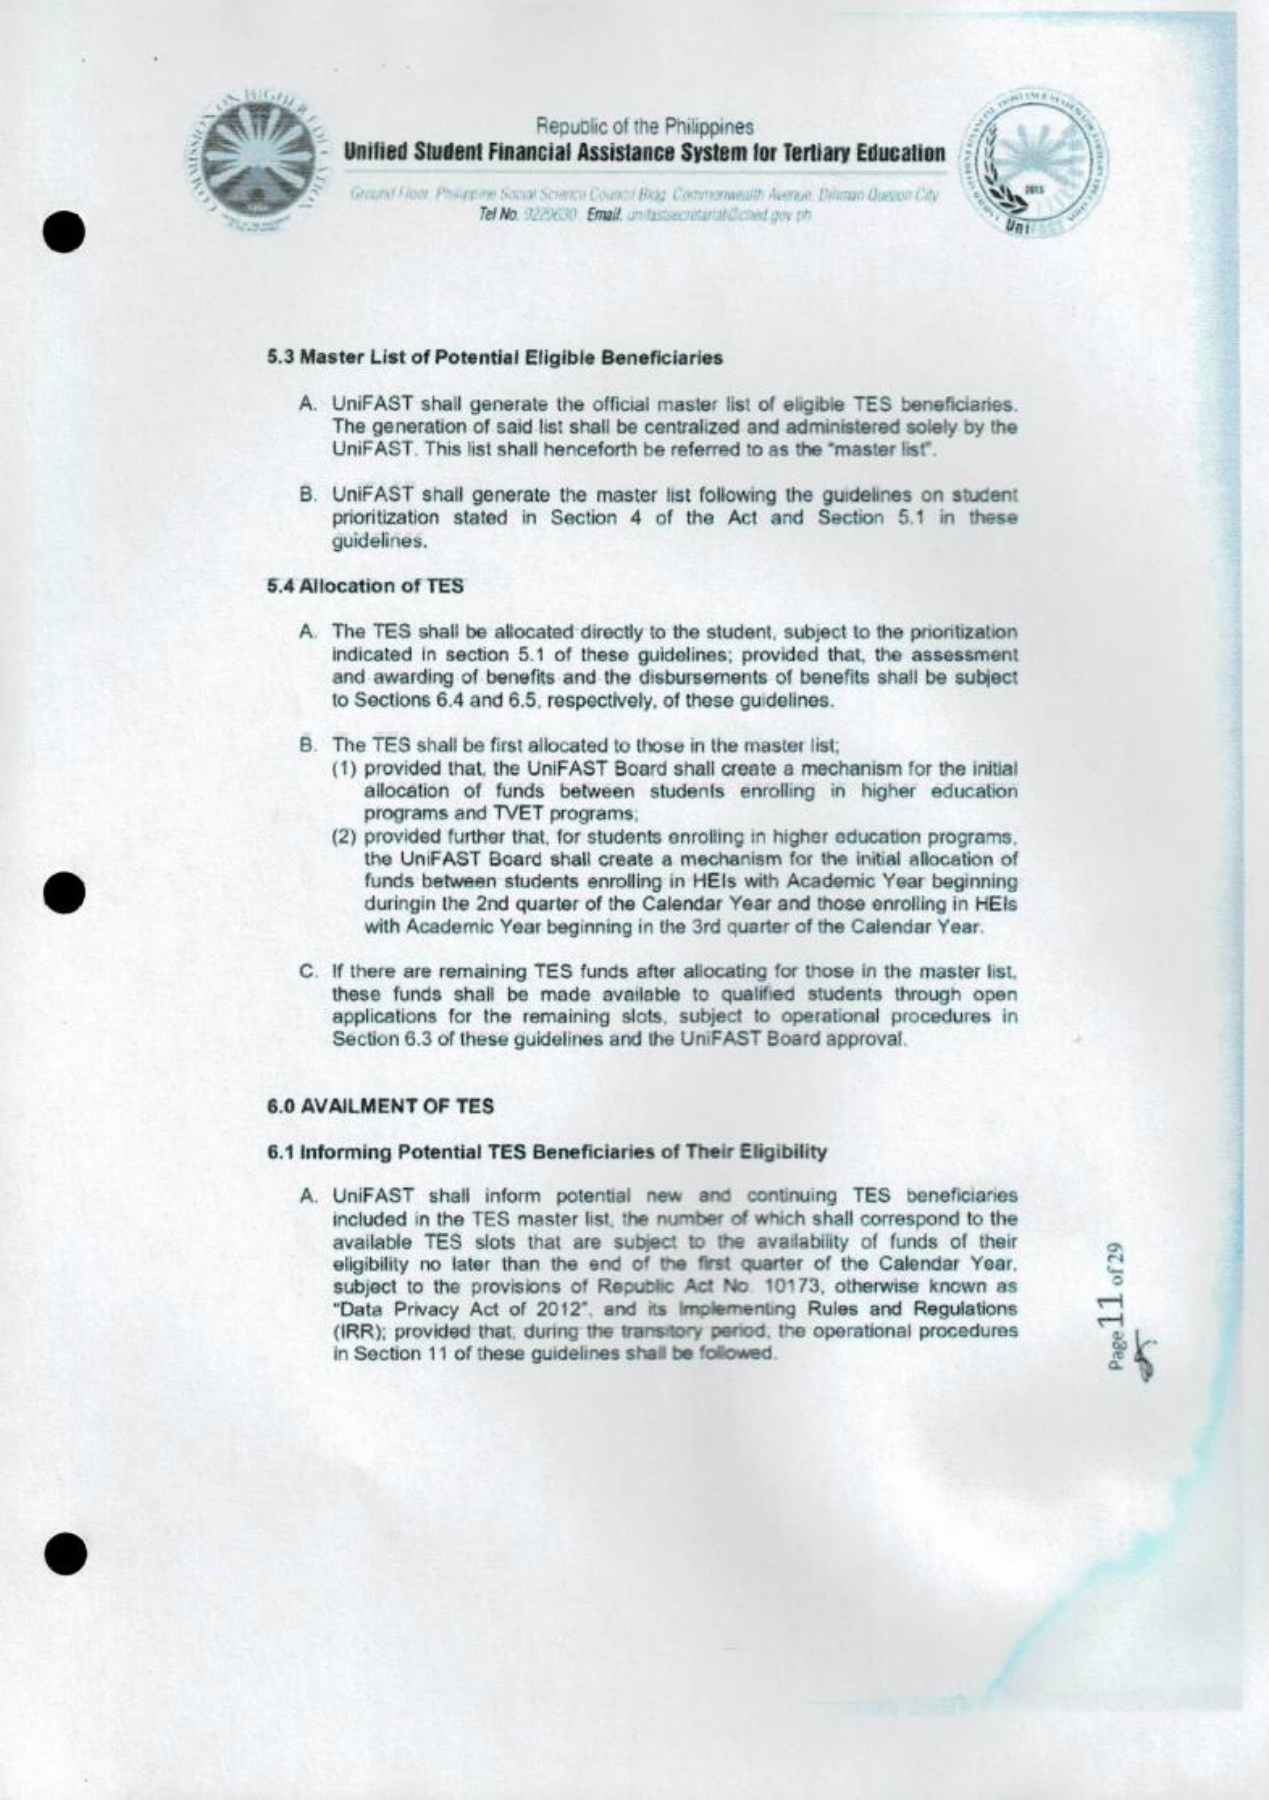 COMMISSION ON HIGHER EDUCATION
Republic of the Philippines
Unified Student Financial Assistance System for Tertiary Education
Ground Floor Philippine Social Science Council Bldg. Commonwealth Avenue, Diliman Quezon City
Tel No. 9229630 Email. unifastsecretariat@ched.gov.ph
2015
UniFAST
5.3 Master List of Potential Eligible Beneficiaries
A. UniFAST shall generate the official master list of eligible TES beneficiaries.
The generation of said list shall be centralized and administered solely by the
UniFAST. This list shall henceforth be referred to as the "master list".
B. UniFAST shall generate the master list following the guidelines on student
prioritization stated in Section 4 of the Act and Section 5.1 in these
guidelines.
5.4 Allocation of TES
A. The TES shall be allocated directly to the student, subject to the prioritization
indicated in section 5.1 of these guidelines; provided that, the assessment
and awarding of benefits and the disbursements of benefits shall be subject
to Sections 6.4 and 6.5, respectively, of these guidelines.
B. The TES shall be first allocated to those in the master list;
(1) provided that, the UniFAST Board shall create a mechanism for the initial
allocation of funds between students enrolling in higher education
programs and TVET programs;
(2) provided further that, for students enrolling in higher education programs,
the UniFAST Board shall create a mechanism for the initial allocation of
funds between students enrolling in HEIs with Academic Year beginning
duringin the 2nd quarter of the Calendar Year and those enrolling in HEIs
with Academic Year beginning in the 3rd quarter of the Calendar Year.
C. If there are remaining TES funds after allocating for those in the master list,
these funds shall be made available to qualified students through open
applications for the remaining slots, subject to operational procedures in
Section 6.3 of these guidelines and the UniFAST Board approval.
6.0 AVAILMENT OF TES
6.1 Informing Potential TES Beneficiaries of Their Eligibility
A. UniFAST shall inform potential new and continuing TES beneficiaries
included in the TES master list, the number of which shall correspond to the
available TES slots that are subject to the availability of funds of their
eligibility no later than the end of the first quarter of the Calendar Year,
subject to the provisions of Republic Act No. 10173, otherwise known as
"Data Privacy Act of 2012", and its Implementing Rules and Regulations
(IRR); provided that, during the transitory period, the operational procedures
in Section 11 of these guidelines shall be followed.
Page 11 of 29